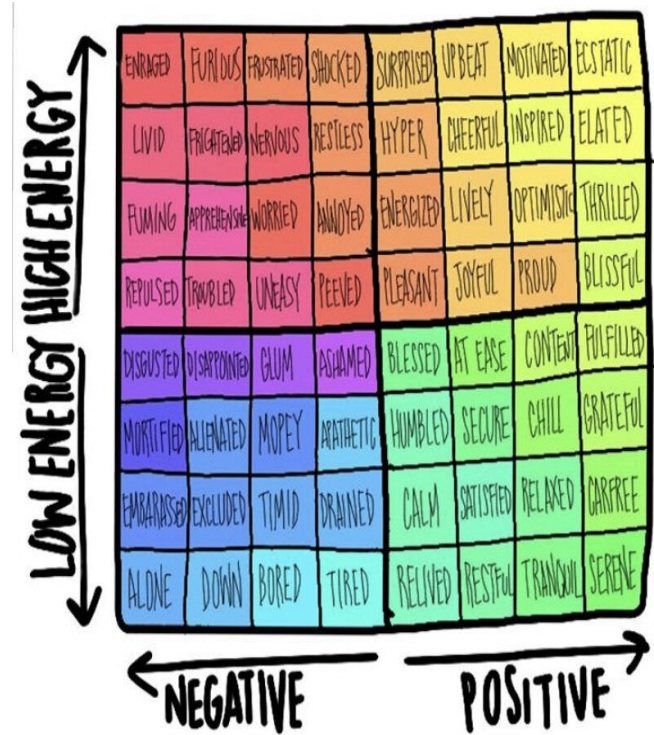 HIGH ENERGY
LOW ENERGY
ENRAGED FURIOUS FRUSTRATED SHOCKED SURPRISED UPBEAT MOTIVATED ECSTATIC
LIVID FRIGHTENED NERVOUS RESTLESS HYPER CHEERFUL INSPIRED ELATED
FUMING APPREHENSIVE WORRIED ANNOYED ENERGIZED LIVELY OPTIMISTIC THRILLED
REPULSED TROUBLED UNEASY PEEVED PLEASANT JOYFUL PROUD BLISSFUL
DISGUSTED DISAPPOINTED GLUM ASHAMED BLESSED AT EASE CONTENT FULFILLED
MORTIFIED ALIENATED MOPEY APATHETIC HUMBLED SECURE CHILL GRATEFUL
EMBARASSED EXCLUDED TIMID DRAINED CALM SATISFIED RELAXED CARFREE
ALONE DOWN BORED TIRED RELIVED RESTFUL TRANQUIL SERENE
NEGATIVE POSITIVE